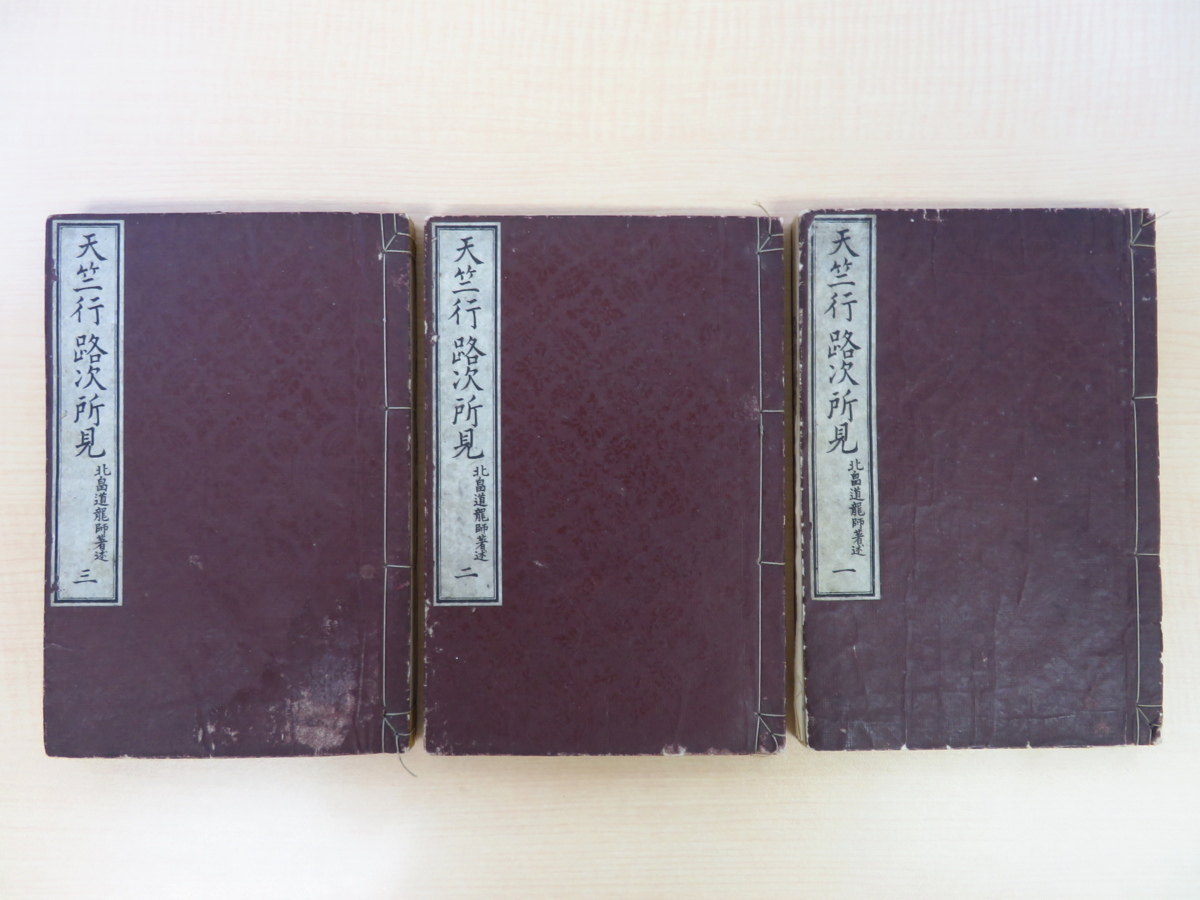 天竺行路次所見
北畠道龍師著述
一
天竺行路次所見
北畠道龍師著述
二
天竺行路次所見
北畠道龍師著述
三